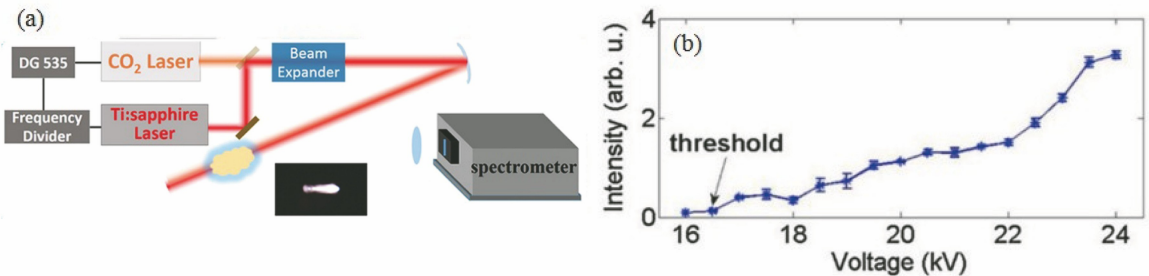 (a)
DG 535
CO₂ Laser
Beam
Expander
Frequency
Divider
Ti:sapphire
Laser
spectrometer
(b)
Intensity (arb. u.)
4
2
0
threshold
16 18 20 22 24
Voltage (kV)